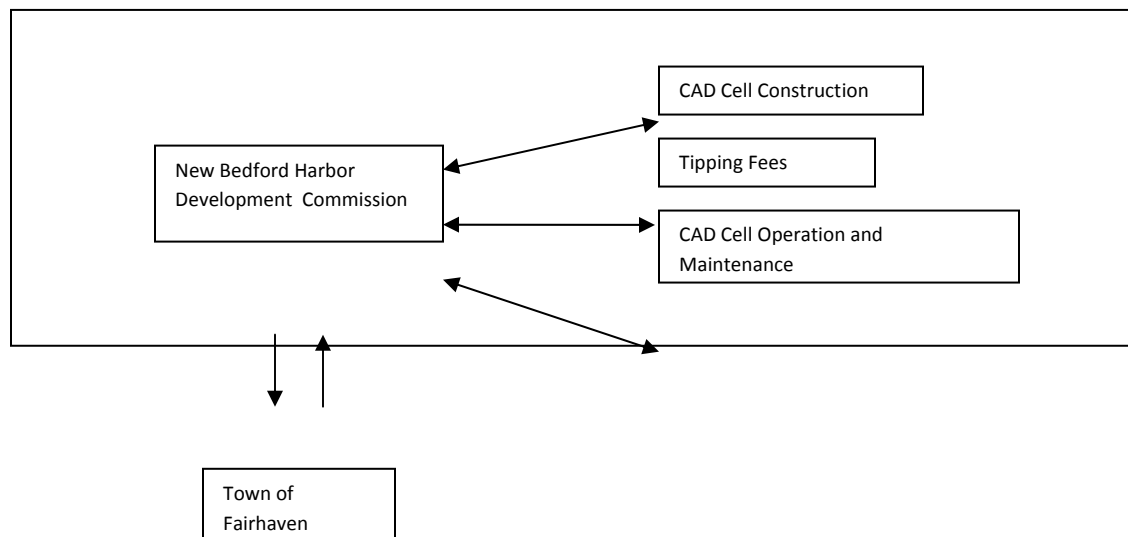 CAD Cell Construction
Tipping Fees
New Bedford Harbor
Development Commission
CAD Cell Operation and
Maintenance
Town of
Fairhaven